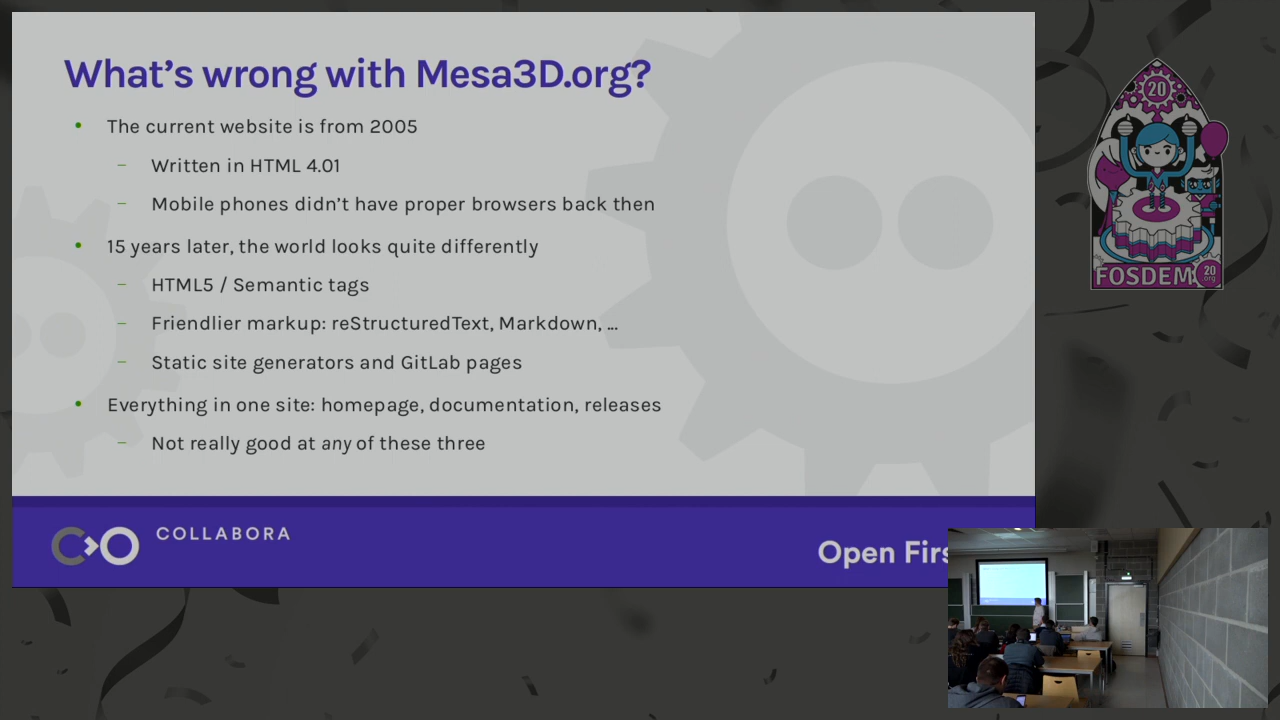 What's wrong with Mesa3D.org?
• The current website is from 2005
– Written in HTML 4.01
– Mobile phones didn't have proper browsers back then
• 15 years later, the world looks quite differently
– HTML5 / Semantic tags
– Friendlier markup: reStructuredText, Markdown, ...
– Static site generators and GitLab pages
• Everything in one site: homepage, documentation, releases
– Not really good at any of these three
COLLABORA
Open Firs
20
FOSDEM
20
.org